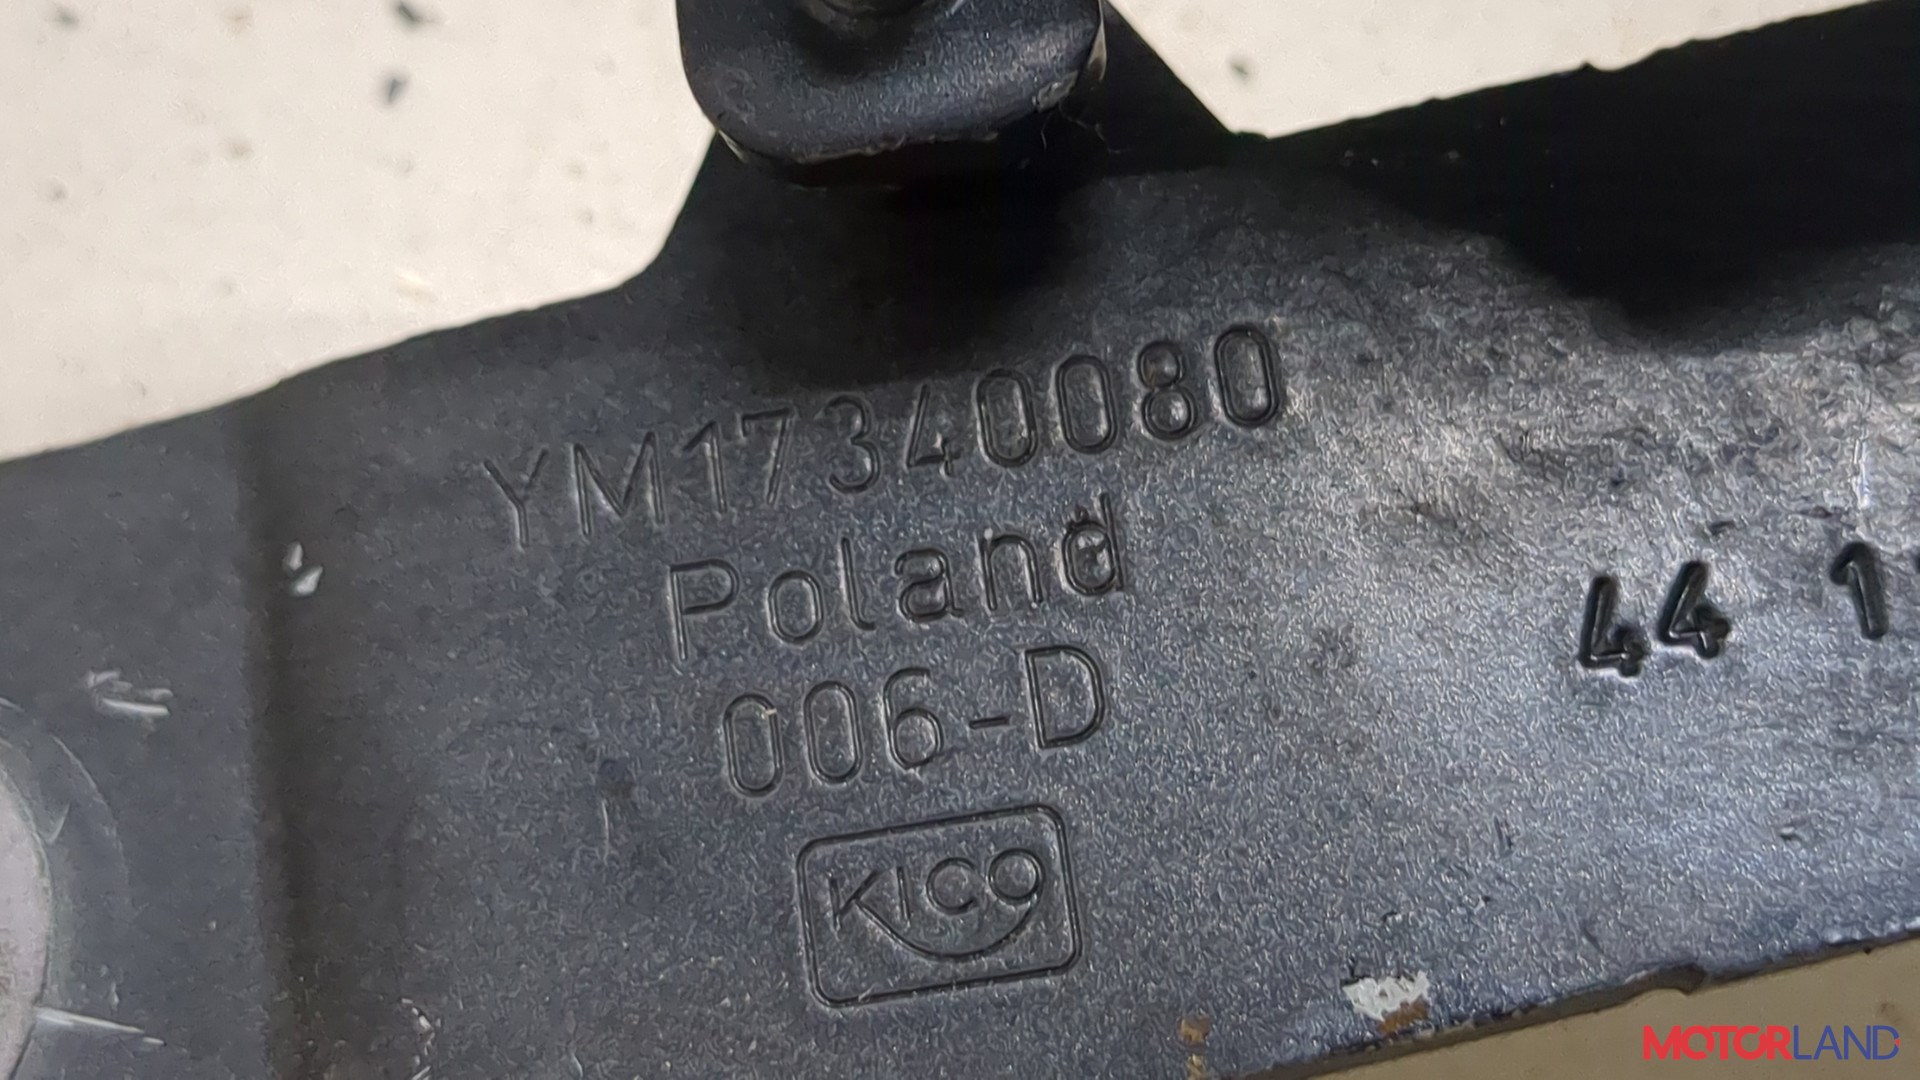 YM17340080
Poland
006-D
KICO
44 1
MOTORLAND